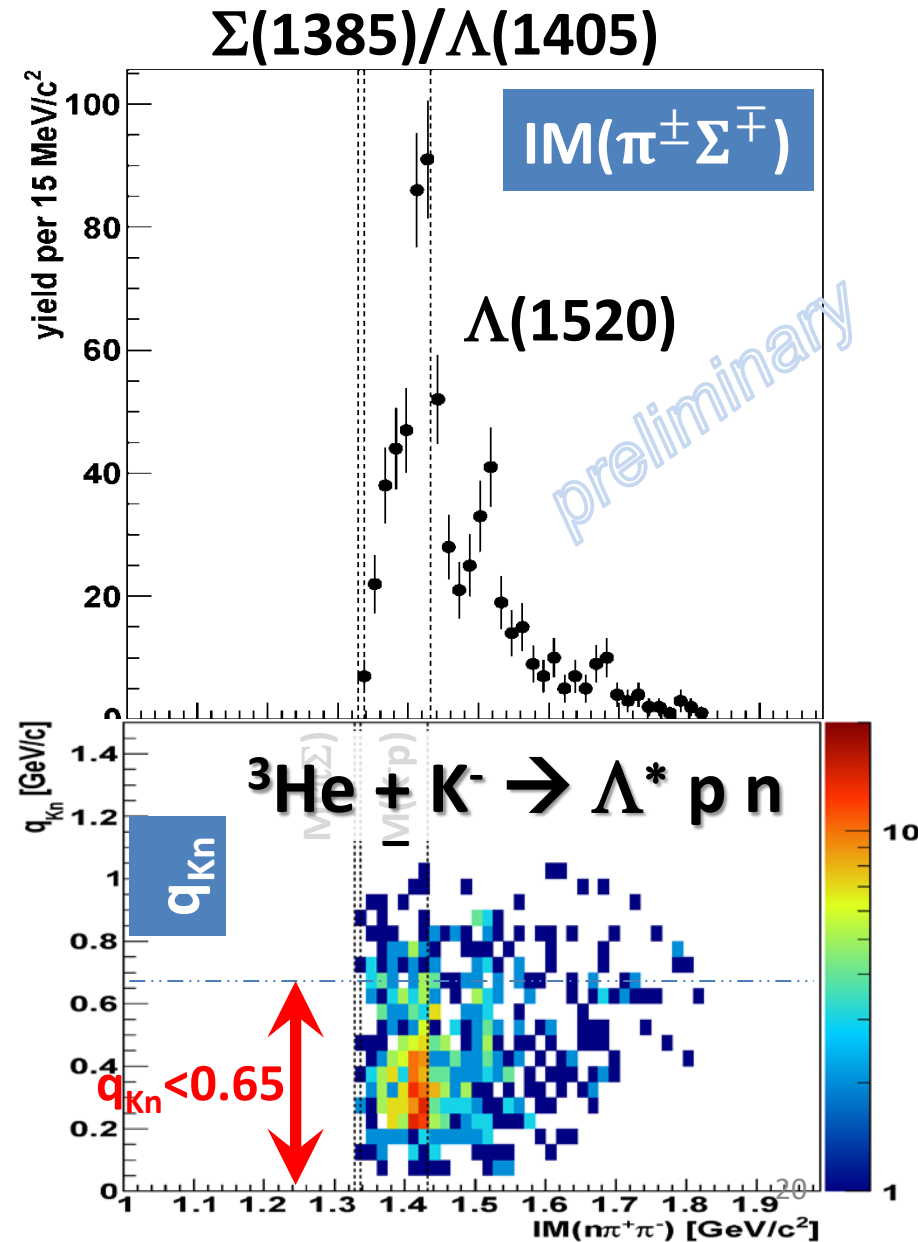 Σ(1385)/Λ(1405)
IM(π±Σ∓)
yield per 15 MeV/c²
100
80
60
40
20
0
Λ(1520)
preliminary
q_Kn [GeV/c]
1.4
1.2
1
0.8
0.6
0.4
0.2
0
³He + K⁻ → Λ* p n
q_Kn
q_Kn<0.65
10
1
20
1 1.1 1.2 1.3 1.4 1.5 1.6 1.7 1.8 1.9
IM(nπ⁺π⁻) [GeV/c²]